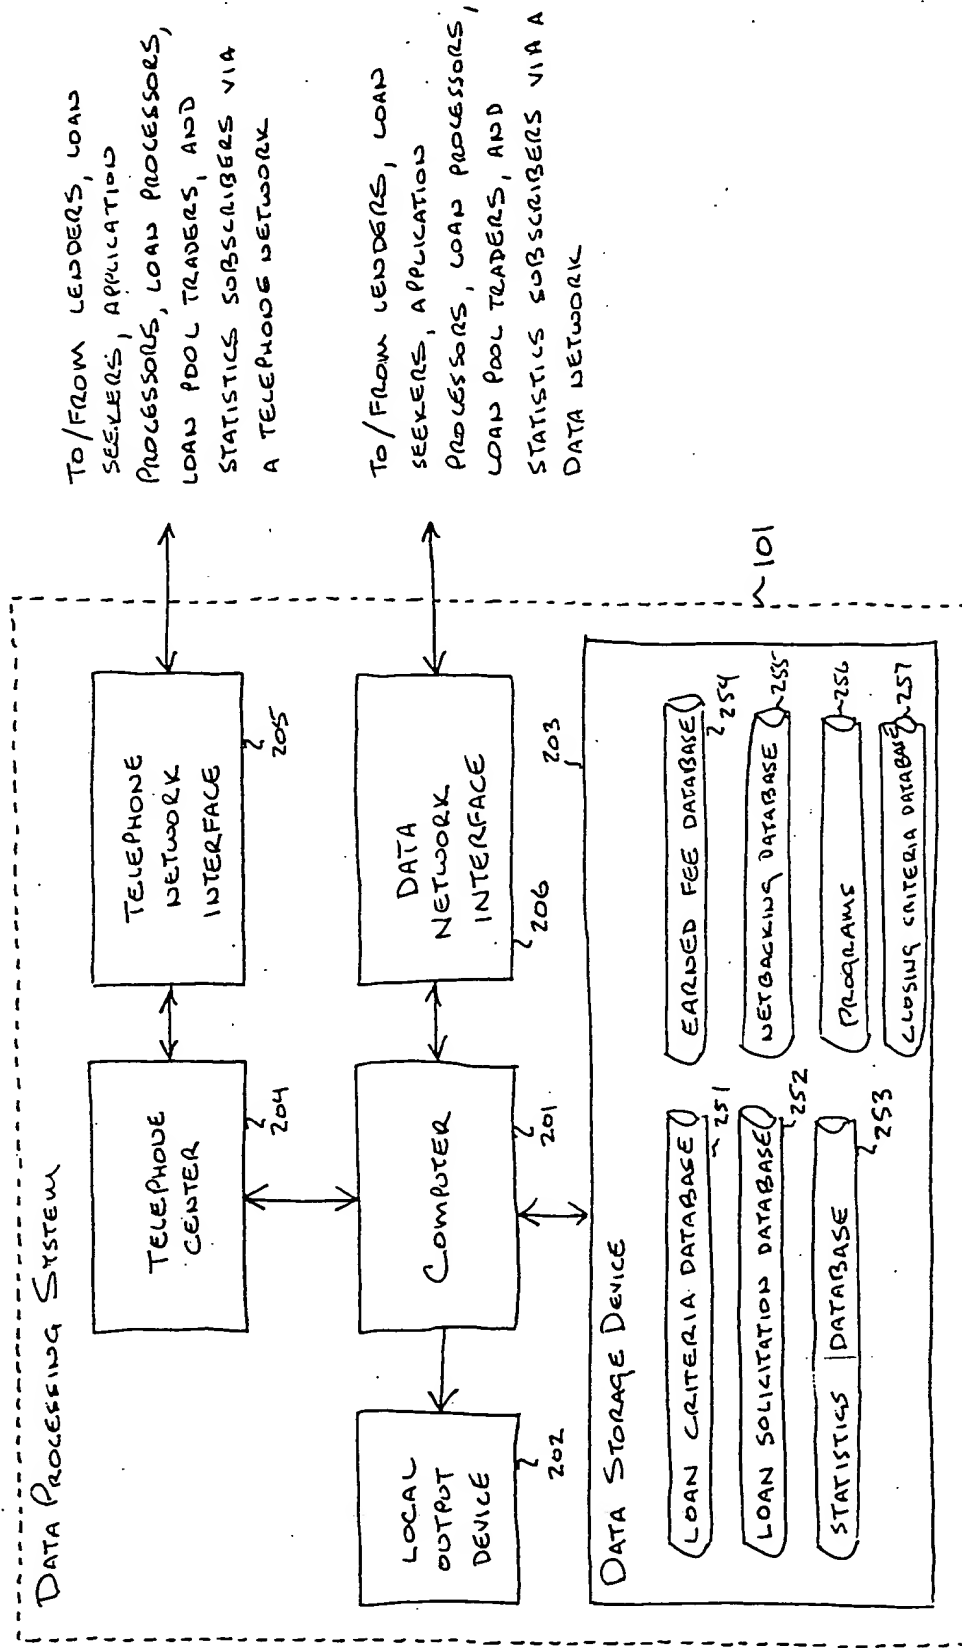 DATA PROCESSING SYSTEM
TELEPHONE
CENTER
204
TELEPHONE
NETWORK
INTERFACE
205
TO/FROM LENDERS, LOAN
SEEKERS, APPLICATION
PROCESSORS, LOAN PROCESSORS,
LOAN POOL TRADERS, AND
STATISTICS SUBSCRIBERS VIA
A TELEPHONE NETWORK
LOCAL
OUTPUT
DEVICE
202
COMPUTER
201
DATA
NETWORK
INTERFACE
206
TO/FROM LENDERS, LOAN
SEEKERS, APPLICATION
PROCESSORS, LOAN PROCESSORS,
LOAN POOL TRADERS, AND
STATISTICS SUBSCRIBERS VIA A
DATA NETWORK
203
101
DATA STORAGE DEVICE
LOAN CRITERIA DATABASE
251
LOAN SOLICITATION DATABASE
252
STATISTICS DATABASE
253
EARNED FEE DATABASE
254
NETBACKING DATABASE
255
PROGRAMS
256
CLOSING CRITERIA DATABASE
257